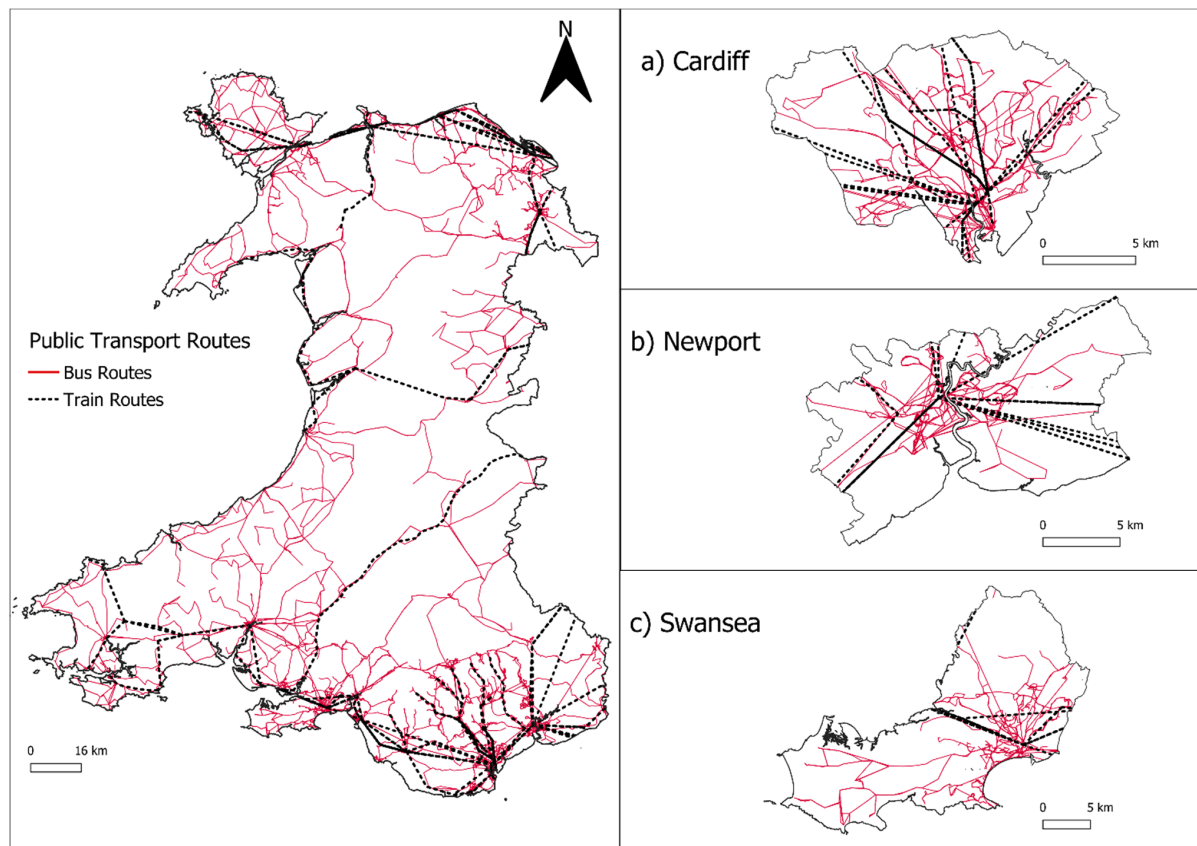 N
Public Transport Routes
Bus Routes
Train Routes
0 16 km
a) Cardiff
0 5 km
b) Newport
0 5 km
c) Swansea
0 5 km